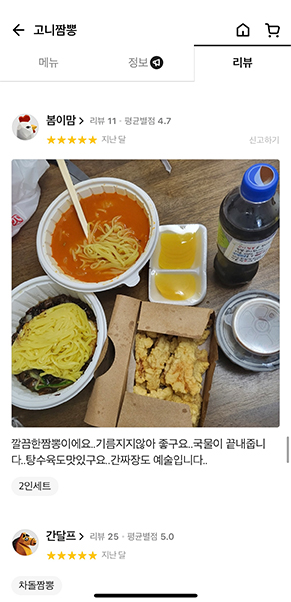 고니짬뽕
메뉴
정보
리뷰
봄이맘 >
리뷰 11 · 평균별점 4.7
★★★★★ 지난 달
신고하기
깔끔한짬뽕이에요..기름지지않아 좋구요..국물이 끝내줍니
다..탕수육도맛있구요..간짜장도 예술입니다..
2인세트
간달프 >
리뷰 25 · 평균별점 5.0
★★★★★ 지난 달
차돌짬뽕